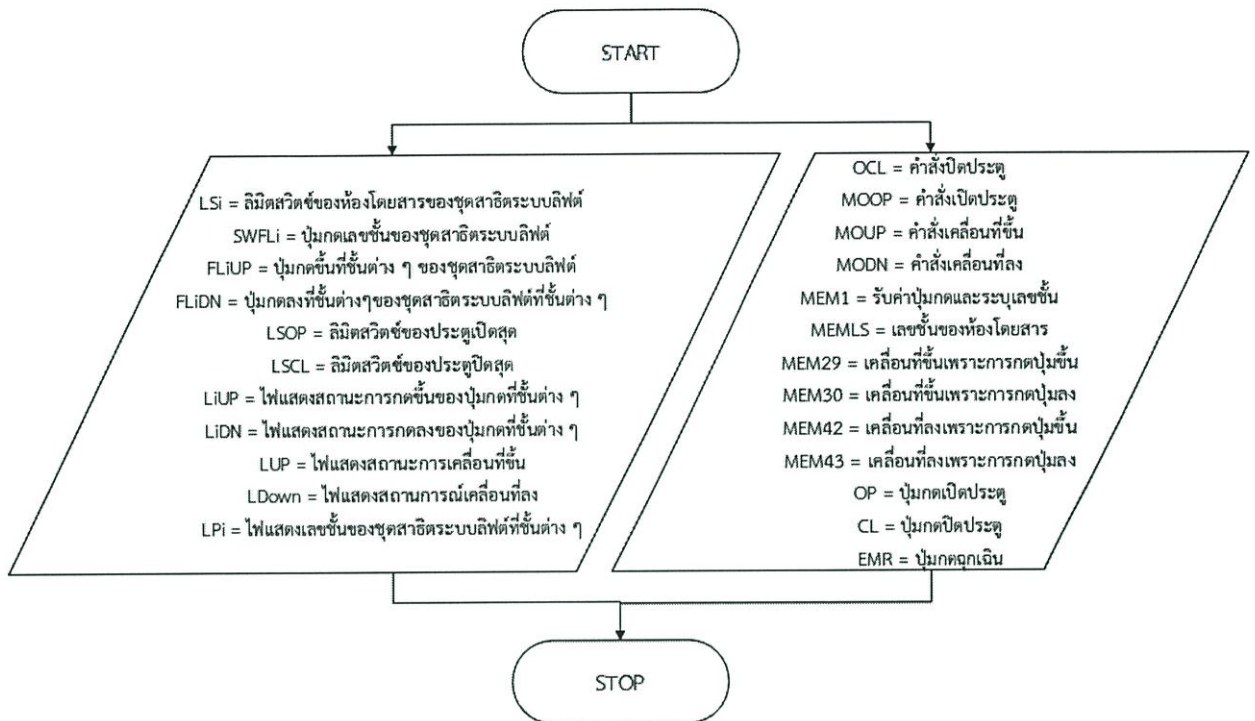 START
LSi = ลิมิตสวิตซ์ของห้องโดยสารของชุดสาธิตระบบลิฟต์
SWFLi = ปุ่มกดเลขชั้นของชุดสาธิตระบบลิฟต์
FLiUP = ปุ่มกดขึ้นที่ชั้นต่าง ๆ ของชุดสาธิตระบบลิฟต์
FLiDN = ปุ่มกดลงที่ชั้นต่างๆของชุดสาธิตระบบลิฟต์ที่ชั้นต่าง ๆ
LSOP = ลิมิตสวิตซ์ของประตูเปิดสุด
LSCL = ลิมิตสวิตซ์ของประตูปิดสุด
LiUP = ไฟแสดงสถานะการกดขึ้นของปุ่มกดที่ชั้นต่าง ๆ
LiDN = ไฟแสดงสถานะการกดลงของปุ่มกดที่ชั้นต่าง ๆ
LUP = ไฟแสดงสถานะการเคลื่อนที่ขึ้น
LDown = ไฟแสดงสถานการณ์เคลื่อนที่ลง
LPi = ไฟแสดงเลขชั้นของชุดสาธิตระบบลิฟต์ที่ชั้นต่าง ๆ
OCL = คำสั่งปิดประตู
MOOP = คำสั่งเปิดประตู
MOUP = คำสั่งเคลื่อนที่ขึ้น
MODN = คำสั่งเคลื่อนที่ลง
MEM1 = รับค่าปุ่มกดและระบุเลขชั้น
MEMLS = เลขชั้นของห้องโดยสาร
MEM29 = เคลื่อนที่ขึ้นเพราะการกดปุ่มขึ้น
MEM30 = เคลื่อนที่ขึ้นเพราะการกดปุ่มลง
MEM42 = เคลื่อนที่ลงเพราะการกดปุ่มขึ้น
MEM43 = เคลื่อนที่ลงเพราะการกดปุ่มลง
OP = ปุ่มกดเปิดประตู
CL = ปุ่มกดปิดประตู
EMR = ปุ่มกดฉุกเฉิน
STOP